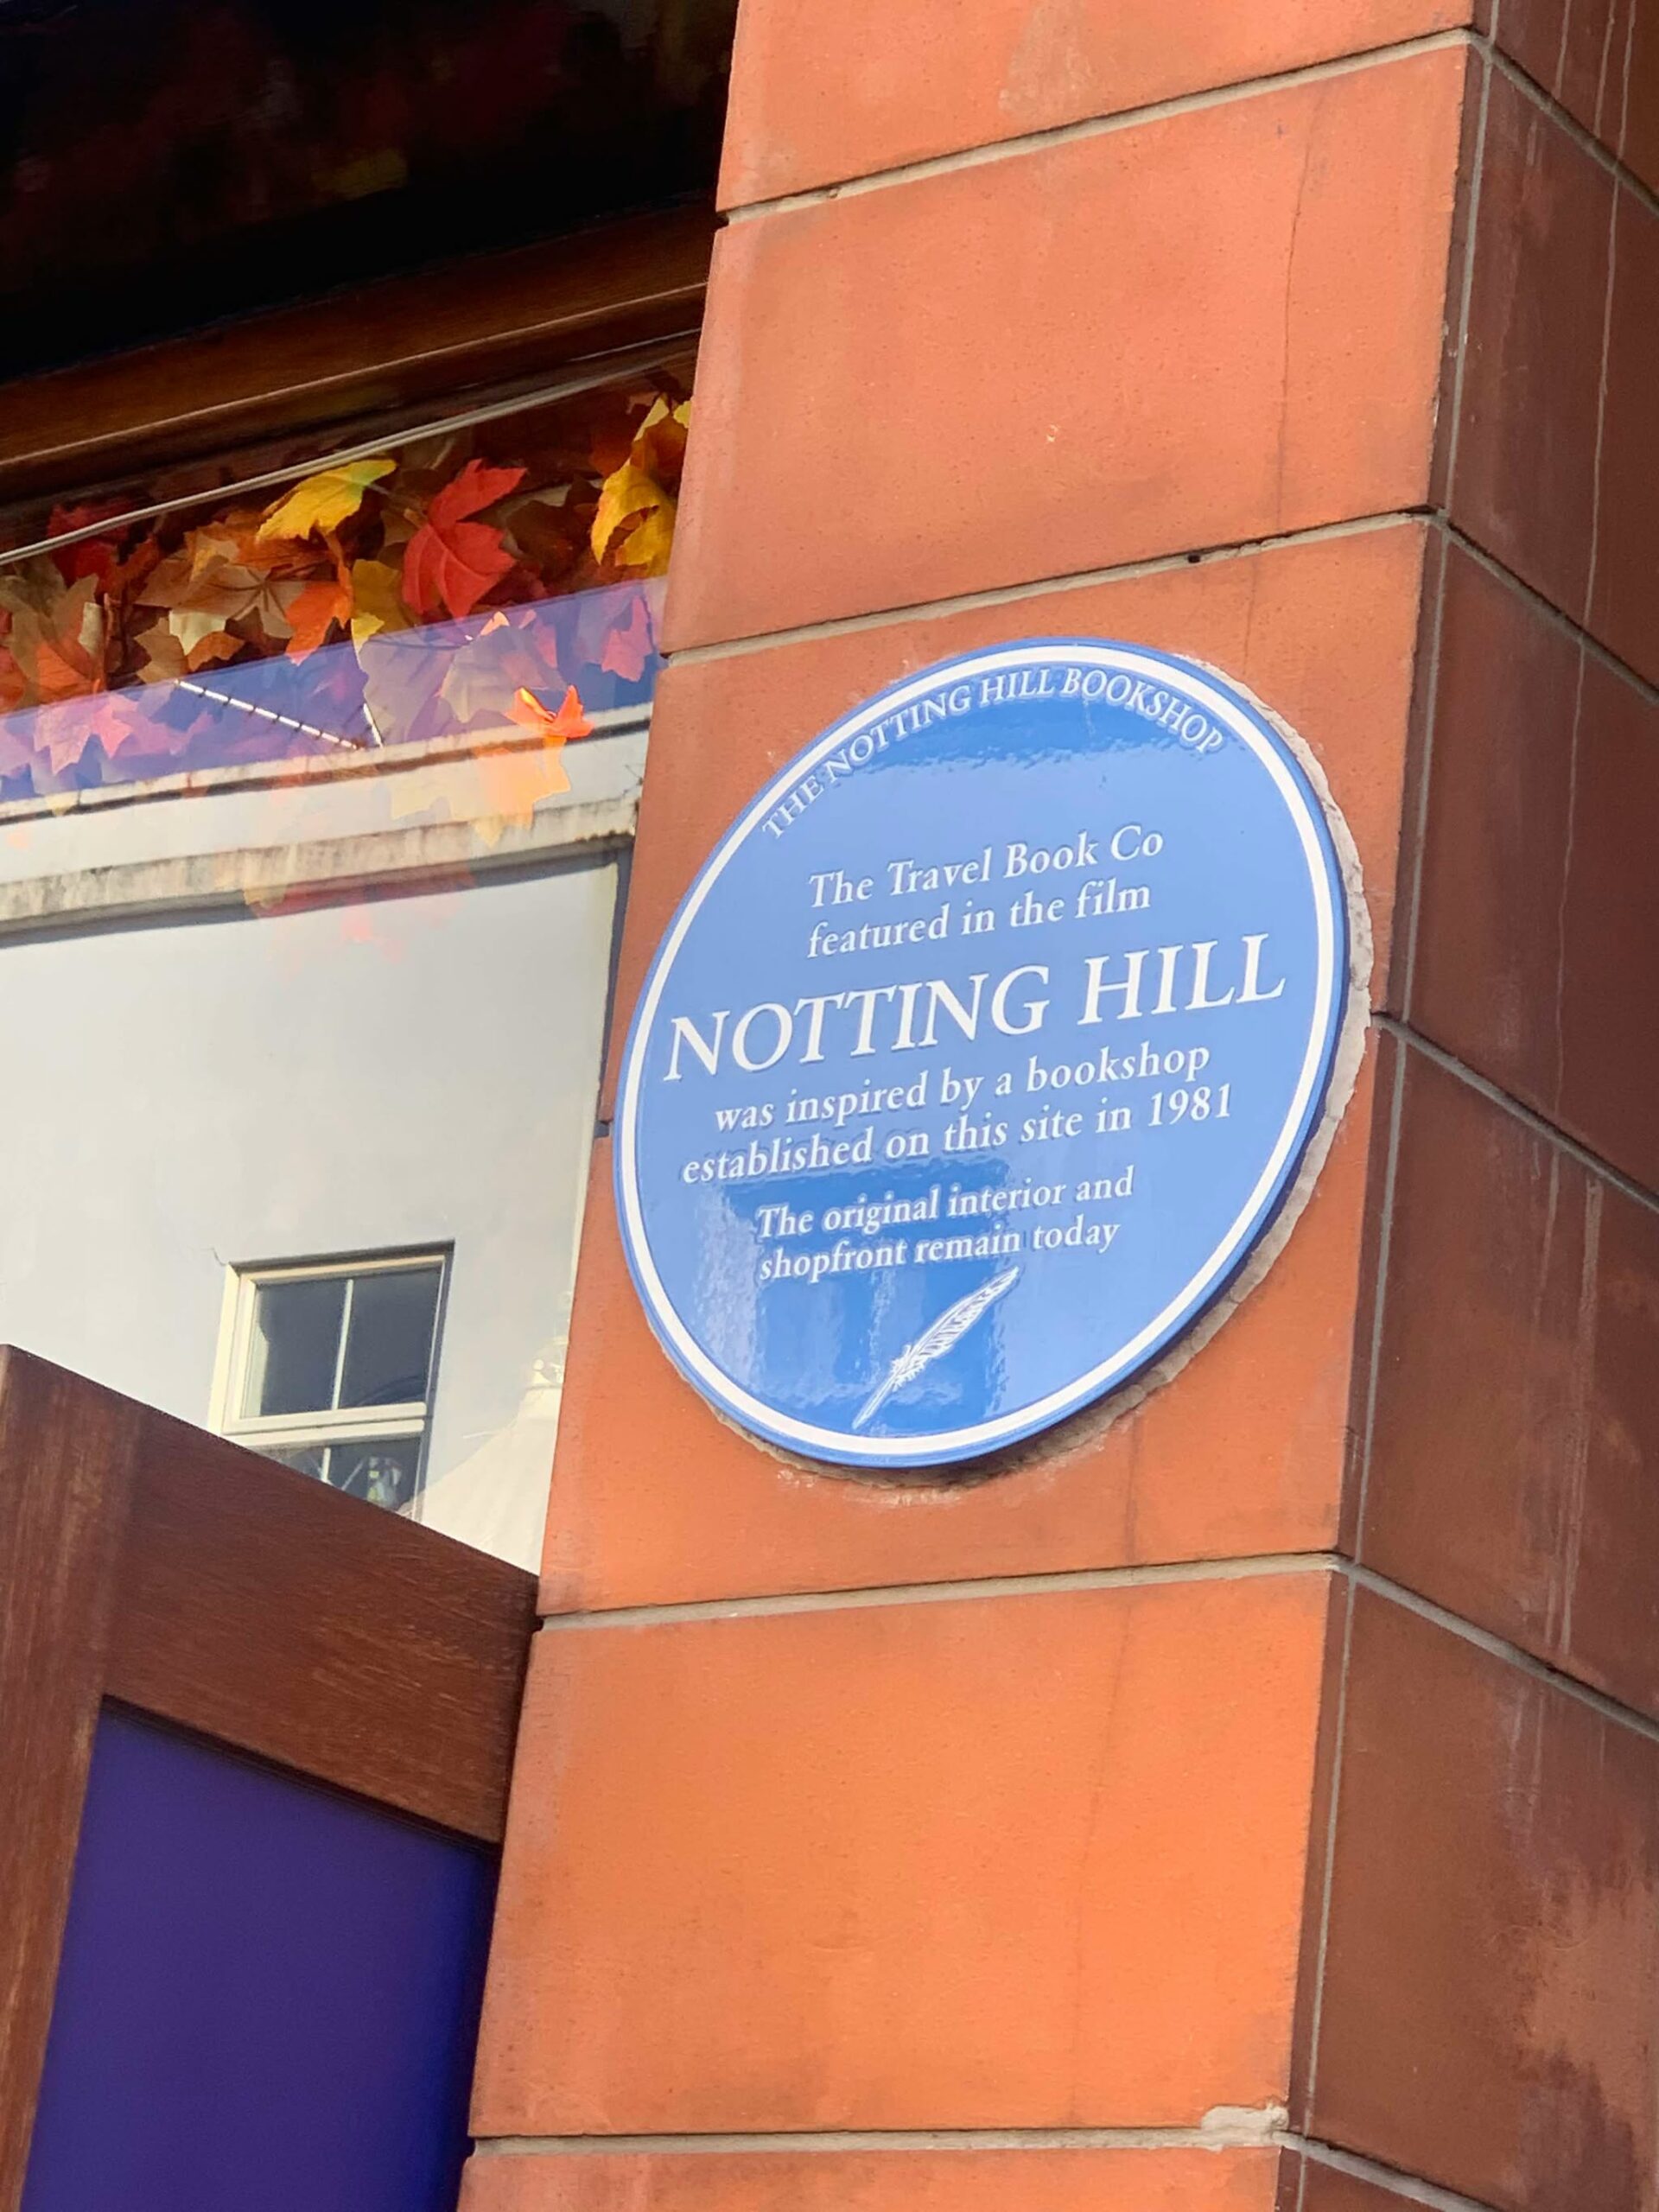 THE NOTTING HILL BOOKSHOP
The Travel Book Co
featured in the film
NOTTING HILL
was inspired by a bookshop
established on this site in 1981
The original interior and
shopfront remain today